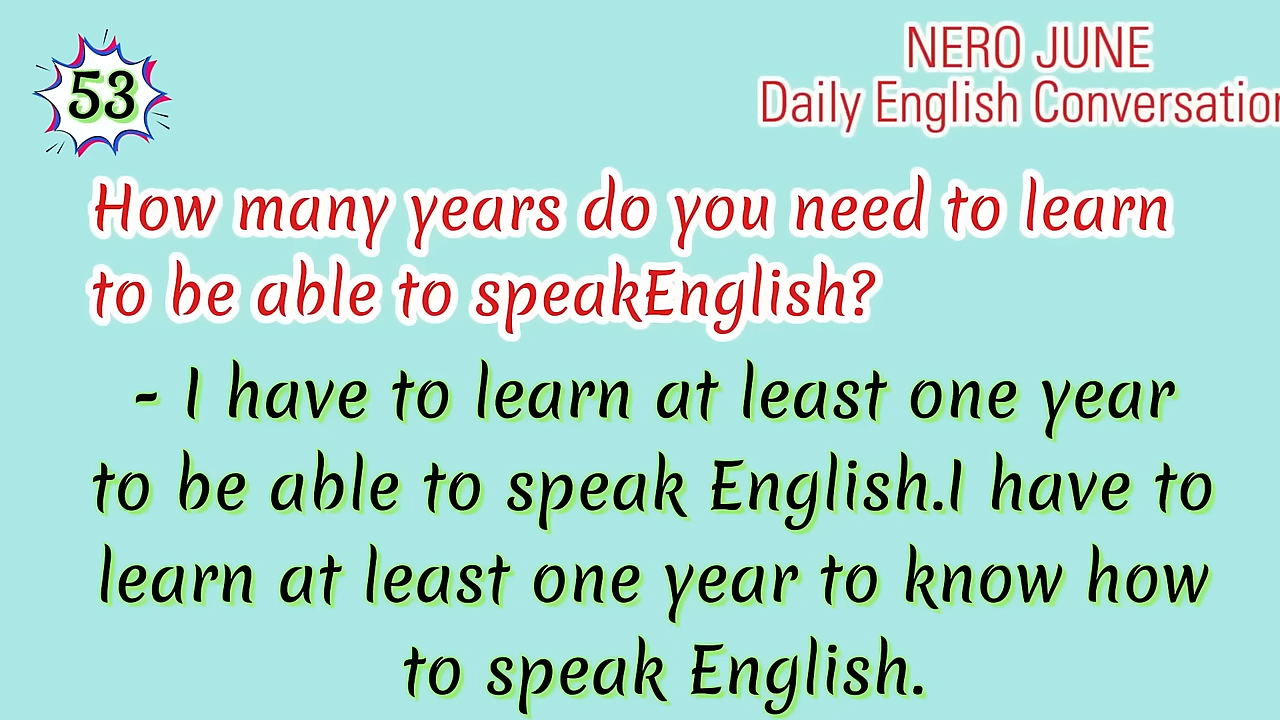 53
NERO JUNE
Daily English Conversation
How many years do you need to learn
to be able to speakEnglish?
- I have to learn at least one year
to be able to speak English.I have to
learn at least one year to know how
to speak English.